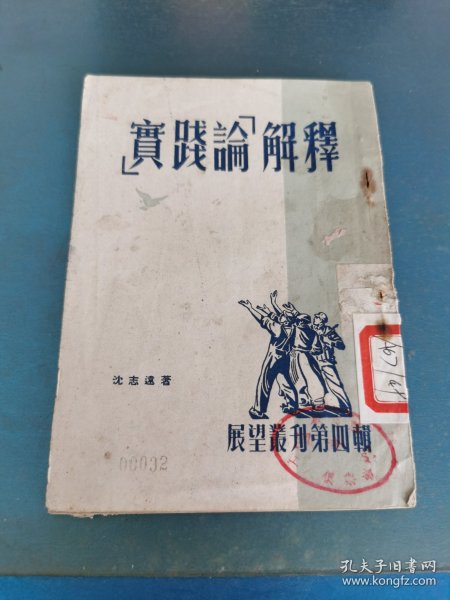 「實踐論」解釋
沈志遠著
展望叢刊第四輯
00032
孔夫子旧书网
www.kongfz.com